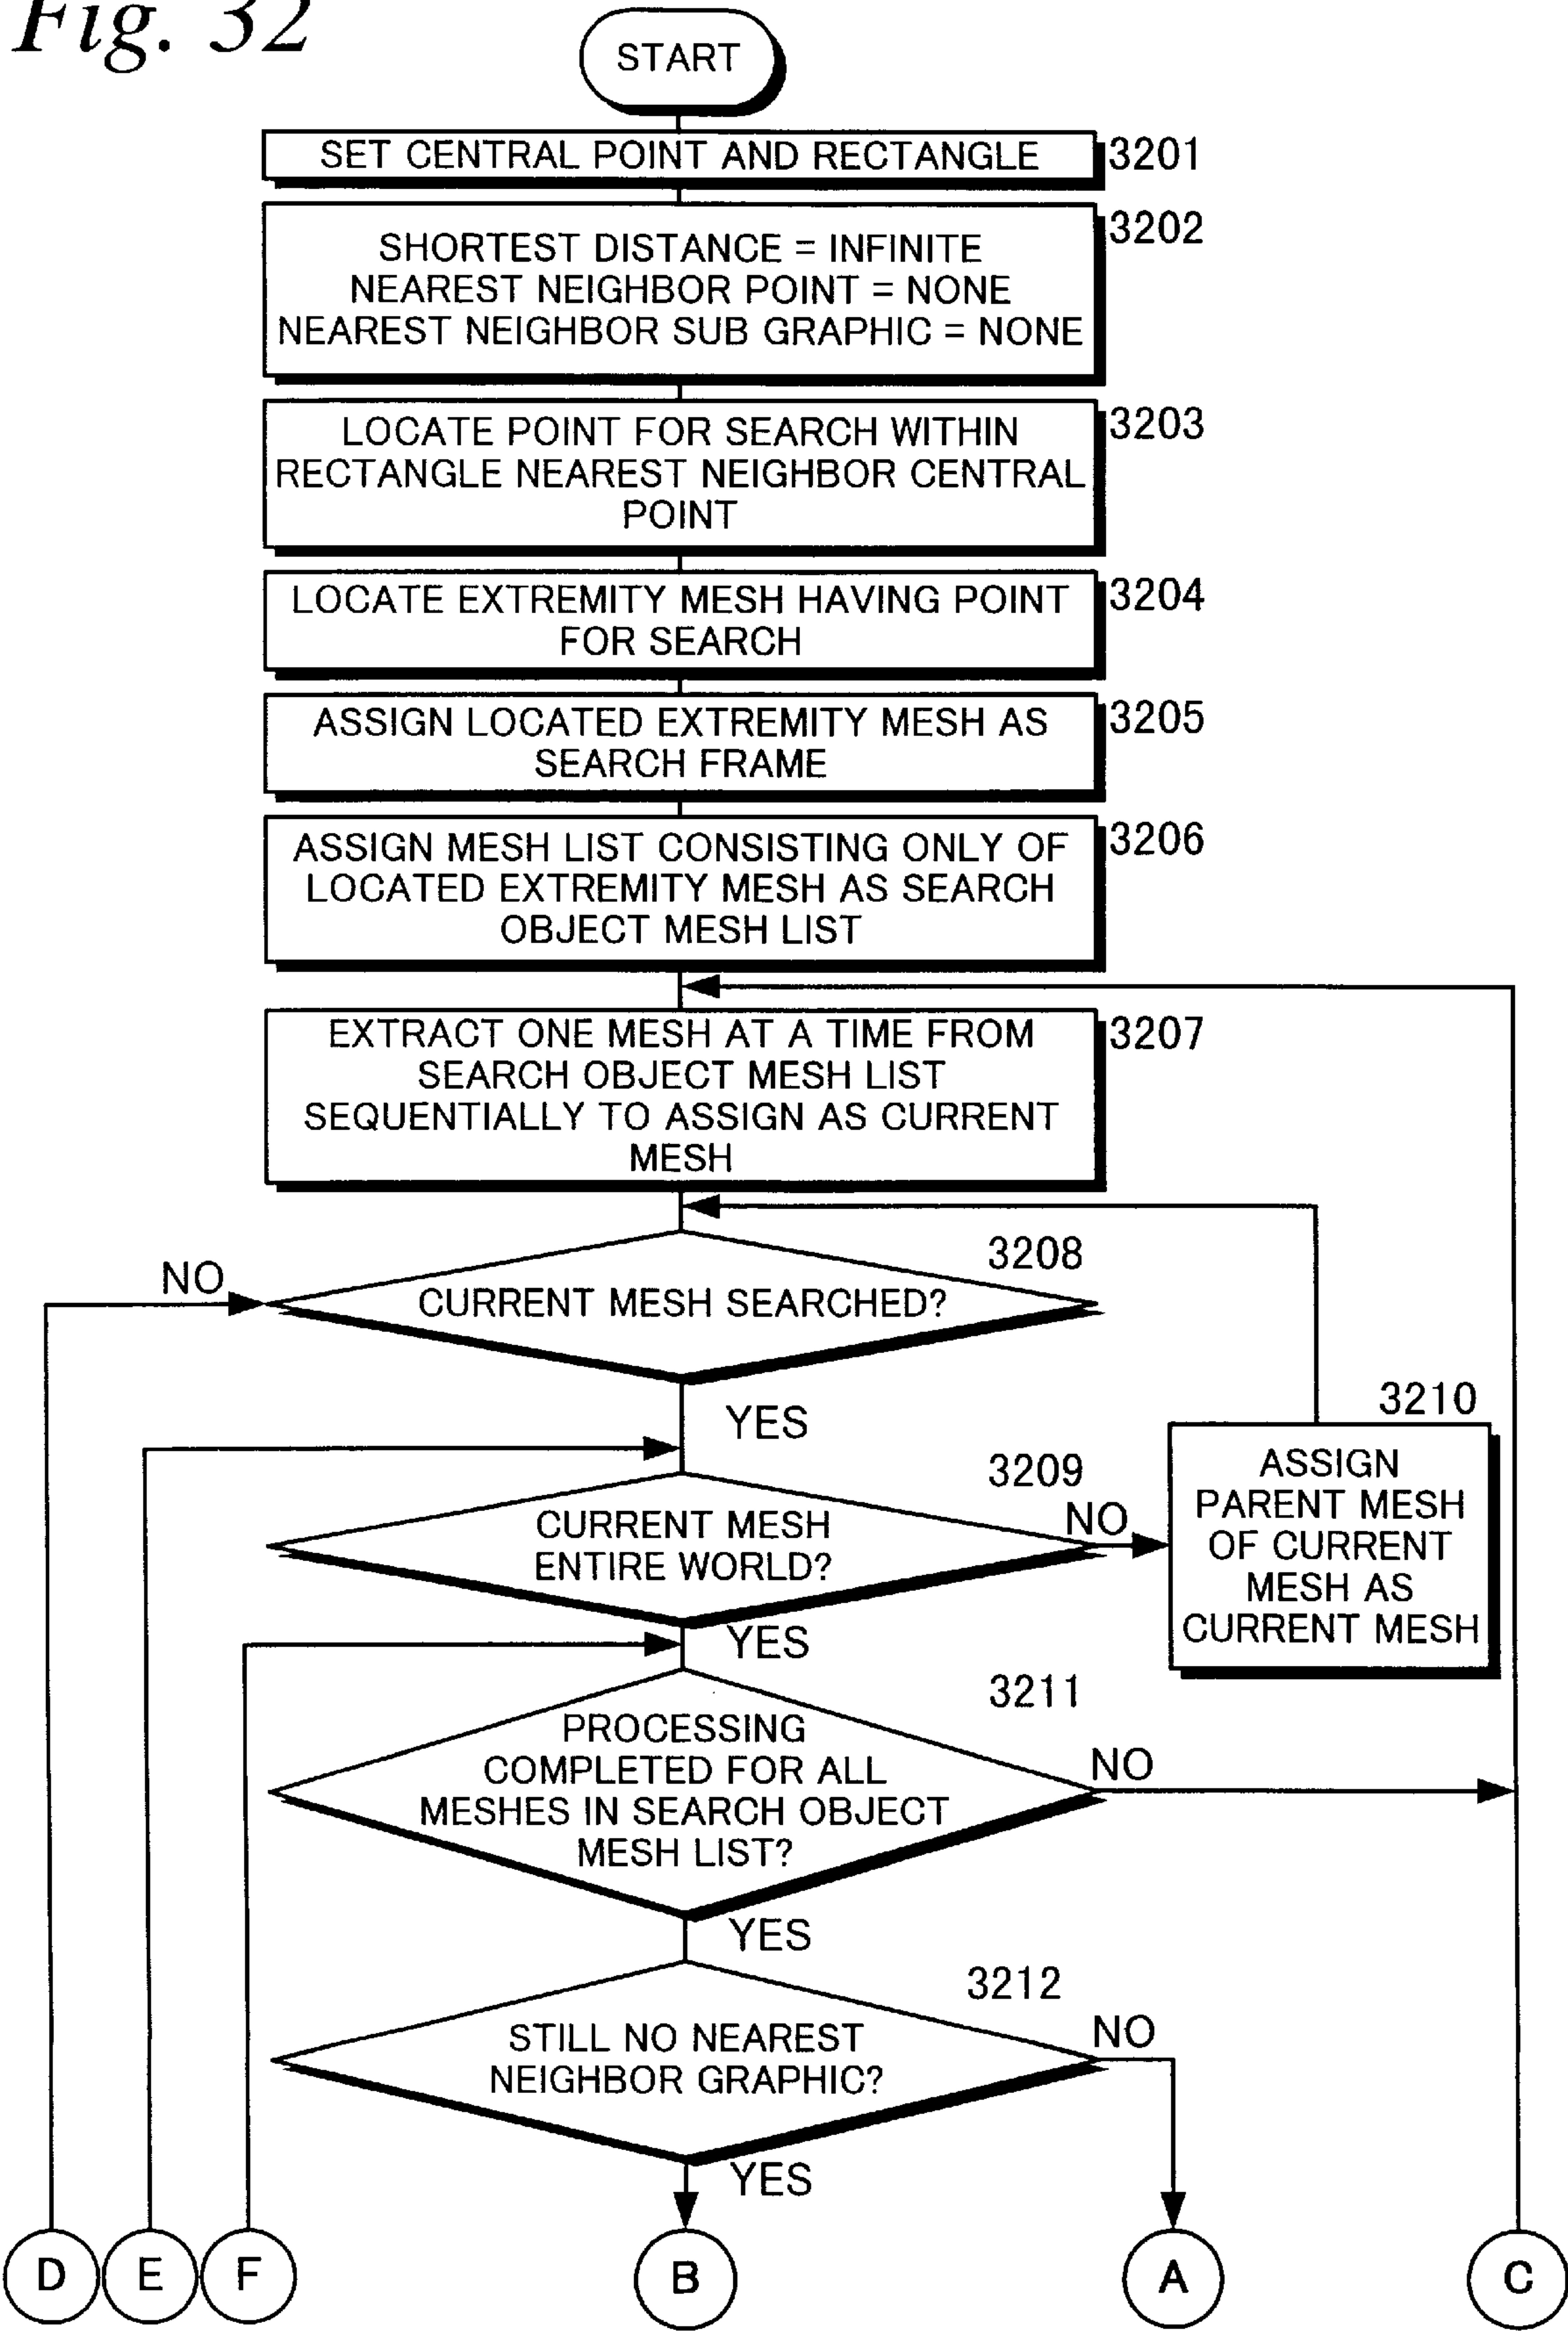 Fig. 32
START
SET CENTRAL POINT AND RECTANGLE
3201
SHORTEST DISTANCE = INFINITE
NEAREST NEIGHBOR POINT = NONE
NEAREST NEIGHBOR SUB GRAPHIC = NONE
3202
LOCATE POINT FOR SEARCH WITHIN
RECTANGLE NEAREST NEIGHBOR CENTRAL
POINT
3203
LOCATE EXTREMITY MESH HAVING POINT
FOR SEARCH
3204
ASSIGN LOCATED EXTREMITY MESH AS
SEARCH FRAME
3205
ASSIGN MESH LIST CONSISTING ONLY OF
LOCATED EXTREMITY MESH AS SEARCH
OBJECT MESH LIST
3206
EXTRACT ONE MESH AT A TIME FROM
SEARCH OBJECT MESH LIST
SEQUENTIALLY TO ASSIGN AS CURRENT
MESH
3207
3208
NO
CURRENT MESH SEARCHED?
YES
3209
CURRENT MESH
ENTIRE WORLD?
NO
3210
ASSIGN
PARENT MESH
OF CURRENT
MESH AS
CURRENT MESH
YES
3211
PROCESSING
COMPLETED FOR ALL
MESHES IN SEARCH OBJECT
MESH LIST?
NO
YES
3212
STILL NO NEAREST
NEIGHBOR GRAPHIC?
NO
YES
D
E
F
B
A
C